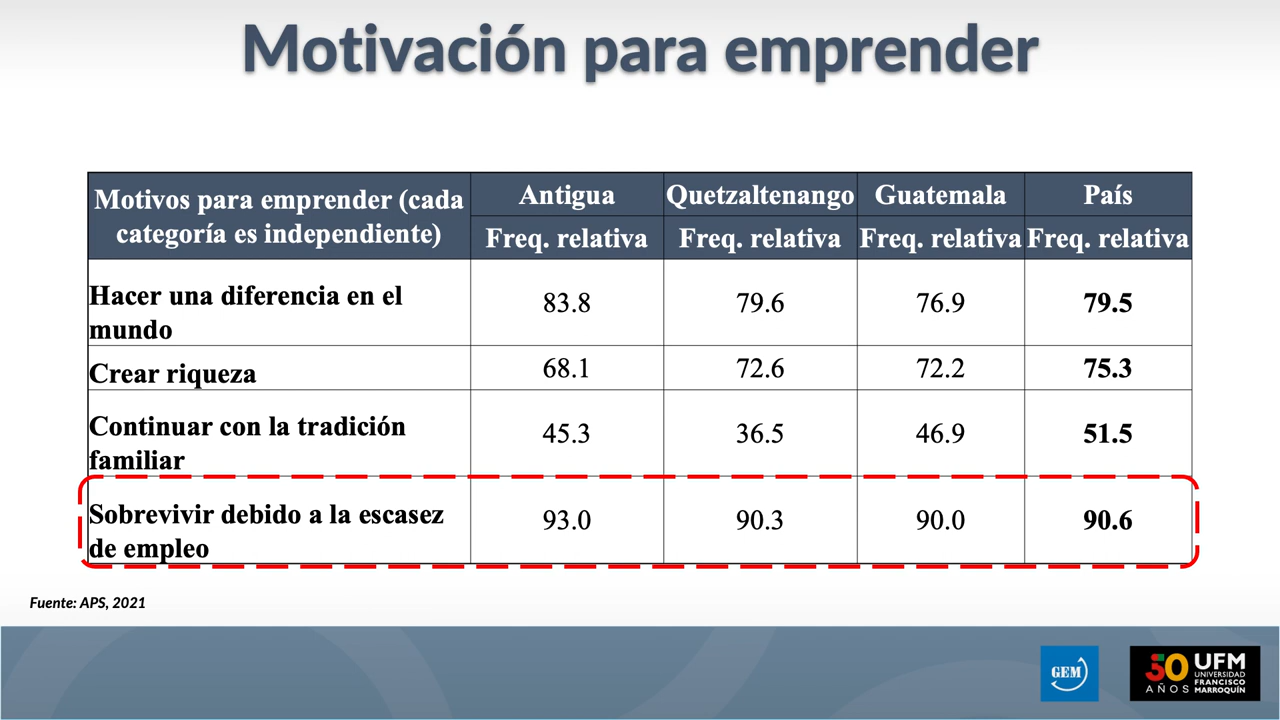 Motivación para emprender
Motivos para emprender (cada
categoría es independiente)
Antigua
Quetzaltenango
Guatemala
País
Freq. relativa
Freq. relativa
Freq. relativa
Freq. relativa
Hacer una diferencia en el
mundo
83.8
79.6
76.9
79.5
Crear riqueza
68.1
72.6
72.2
75.3
Continuar con la tradición
familiar
45.3
36.5
46.9
51.5
Sobrevivir debido a la escasez
de empleo
93.0
90.3
90.0
90.6
Fuente: APS, 2021
GEM
50
AÑOS
UFM
UNIVERSIDAD
FRANCISCO
MARROQUÍN